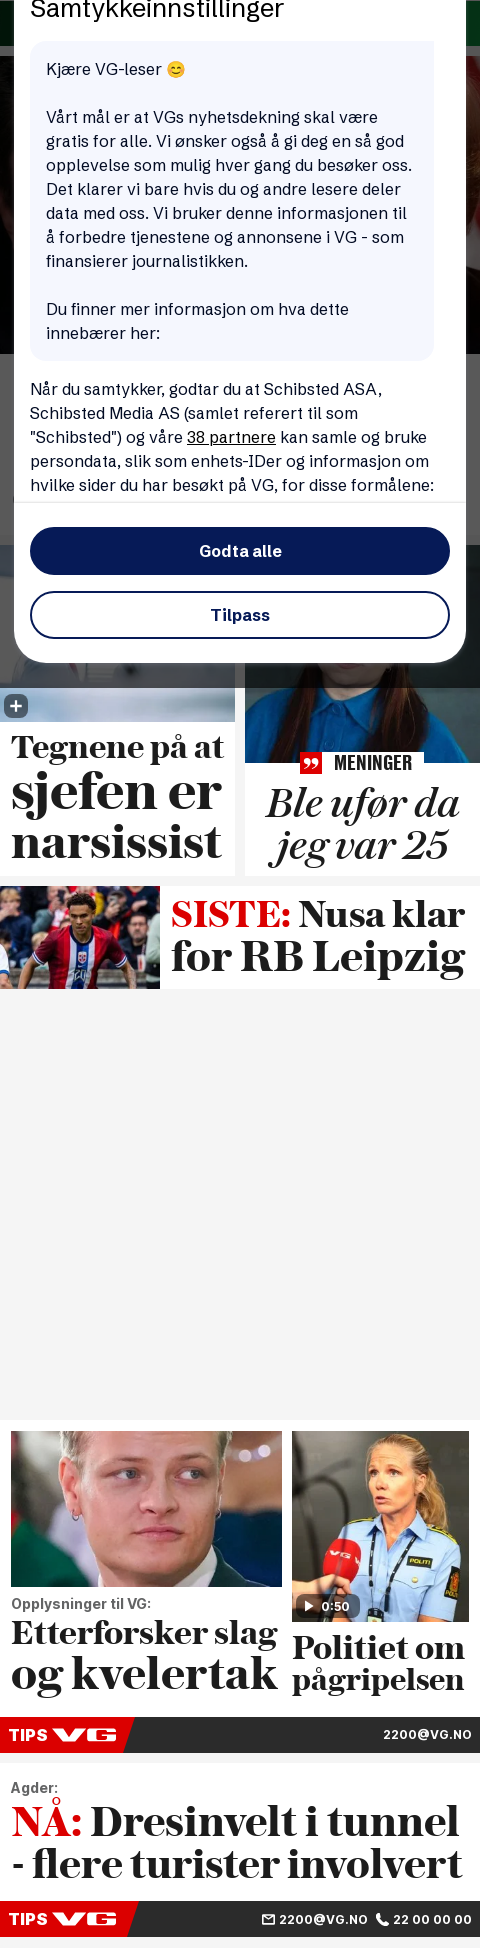 Samtykkeinnstillinger
Kjære VG-leser 😊
Vårt mål er at VGs nyhetsdekning skal være
gratis for alle. Vi ønsker også å gi deg en så god
opplevelse som mulig hver gang du besøker oss.
Det klarer vi bare hvis du og andre lesere deler
data med oss. Vi bruker denne informasjonen til
å forbedre tjenestene og annonsene i VG - som
finansierer journalistikken.
Du finner mer informasjon om hva dette
innebærer her:
Når du samtykker, godtar du at Schibsted ASA,
Schibsted Media AS (samlet referert til som
"Schibsted") og våre 38 partnere kan samle og bruke
persondata, slik som enhets-IDer og informasjon om
hvilke sider du har besøkt på VG, for disse formålene:
Godta alle
Tilpass
Tegnene på at
sjefen er
narsissist
MENINGER
Ble ufør da
jeg var 25
SISTE: Nusa klar
for RB Leipzig
POLITI
VG
0:50
Opplysninger til VG:
Etterforsker slag
og kvelertak
Politiet om
pågripelsen
TIPS VG 2200@VG.NO
Agder:
NÅ: Dresinvelt i tunnel
- flere turister involvert
TIPS VG 2200@VG.NO 22 00 00 00